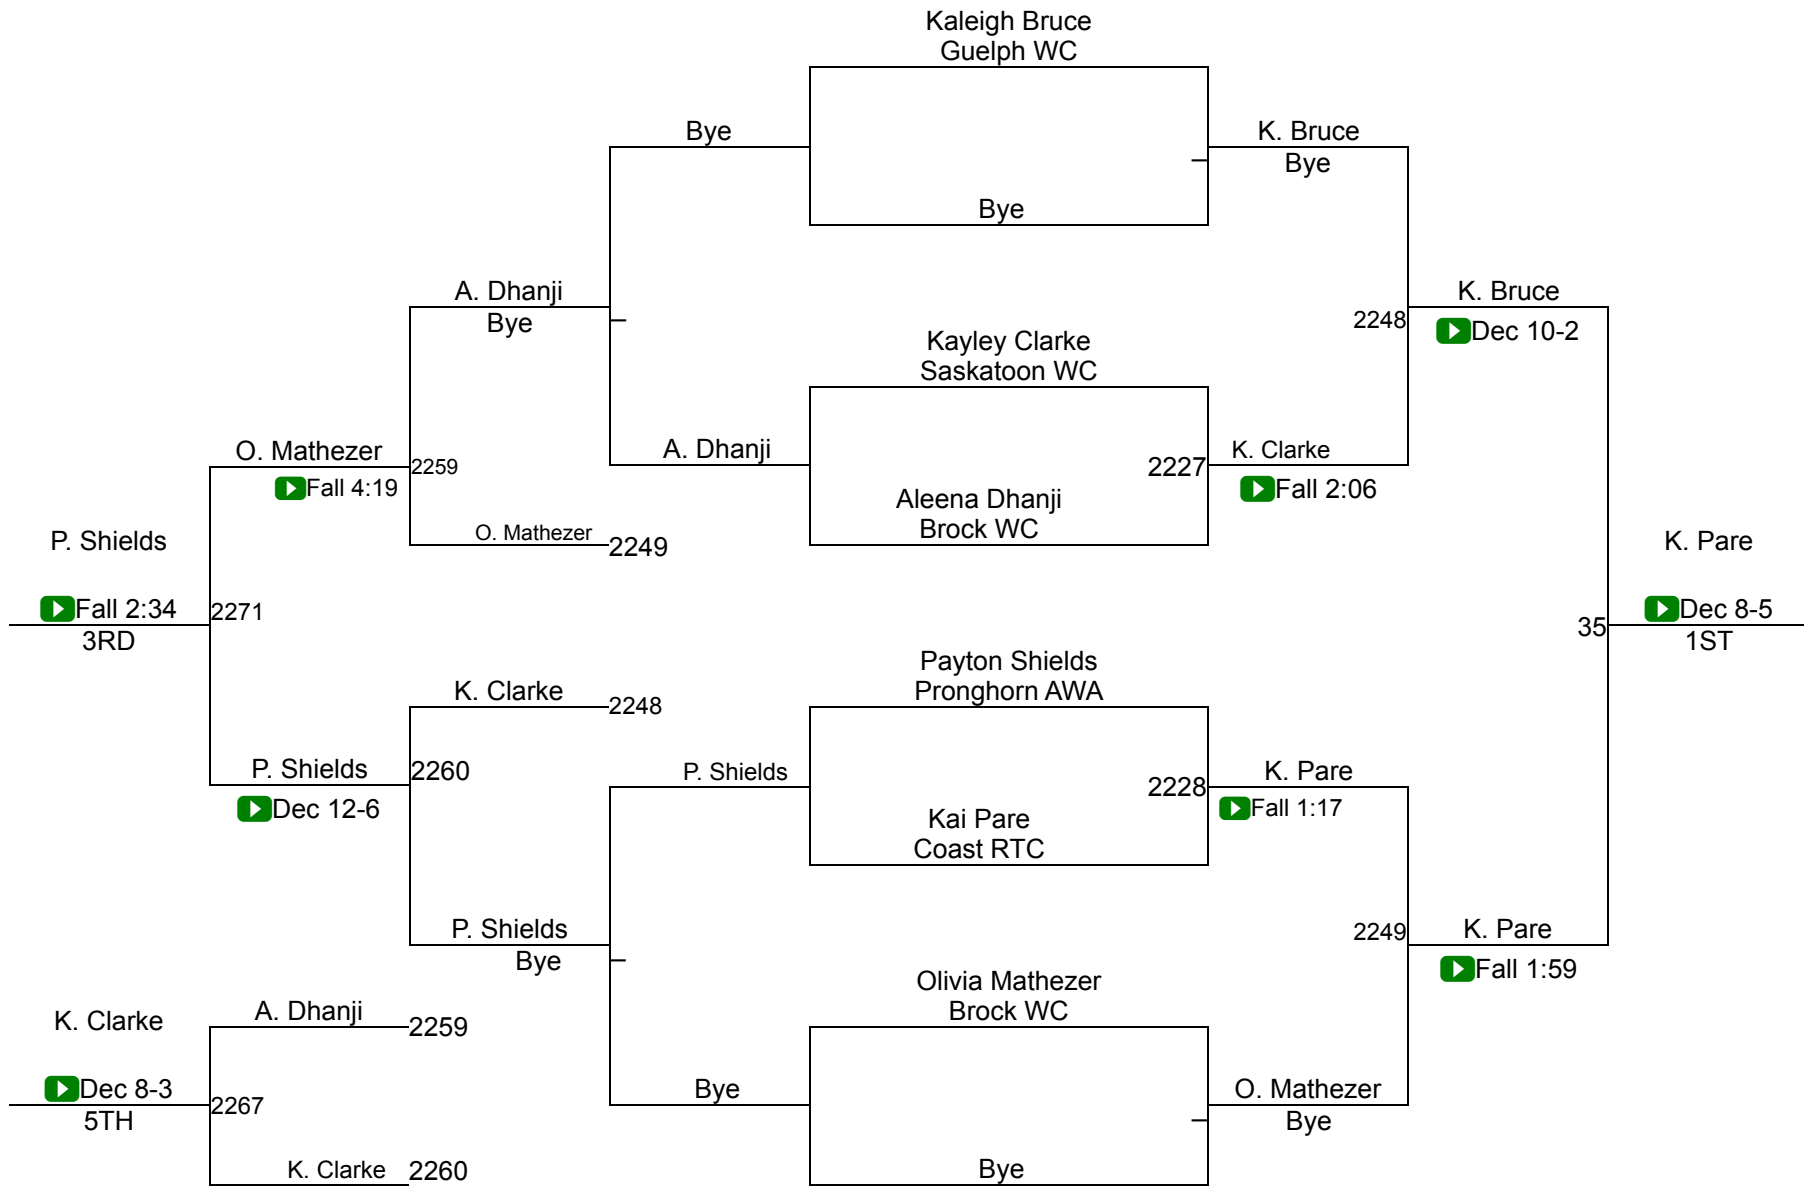 Kaleigh Bruce
Guelph WC
Bye
K. Bruce
Bye
Bye
A. Dhanji
Bye
K. Bruce
2248
Dec 10-2
Kayley Clarke
Saskatoon WC
O. Mathezer
2259
Fall 4:19
A. Dhanji
2227
K. Clarke
Fall 2:06
Aleena Dhanji
Brock WC
O. Mathezer
2249
P. Shields
Fall 2:34
2271
3RD
K. Pare
Dec 8-5
35
1ST
Payton Shields
Pronghorn AWA
K. Clarke
2248
P. Shields
2260
Dec 12-6
P. Shields
2228
K. Pare
Fall 1:17
Kai Pare
Coast RTC
P. Shields
Bye
2249
K. Pare
Fall 1:59
Olivia Mathezer
Brock WC
K. Clarke
A. Dhanji
2259
Dec 8-3
2267
5TH
Bye
O. Mathezer
Bye
K. Clarke
2260
Bye